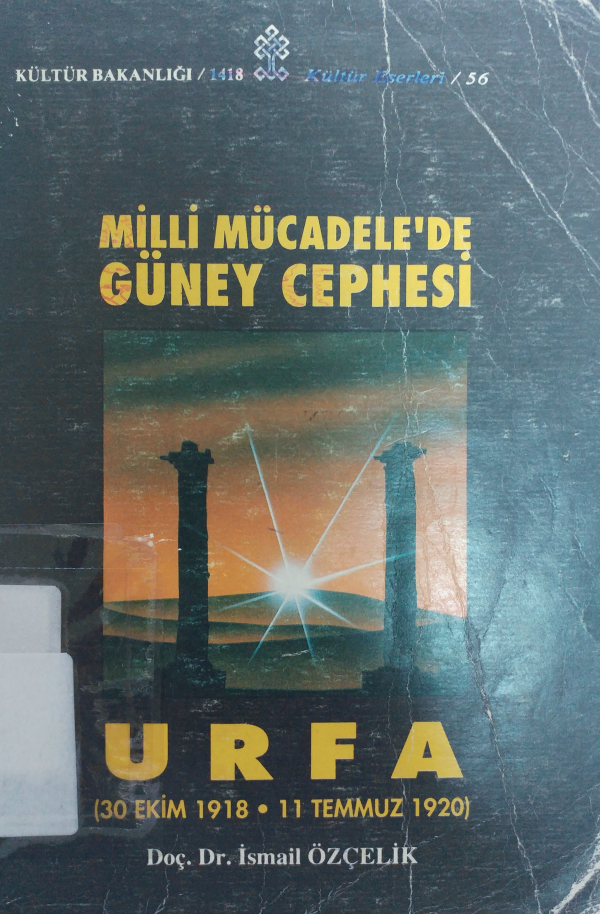 KÜLTÜR BAKANLIĞI / 1418 Kültür Eserleri / 56
MİLLİ MÜCADELE'DE
GÜNEY CEPHESİ
URFA
(30 EKİM 1918 • 11 TEMMUZ 1920)
Doç. Dr. İsmail ÖZÇELİK